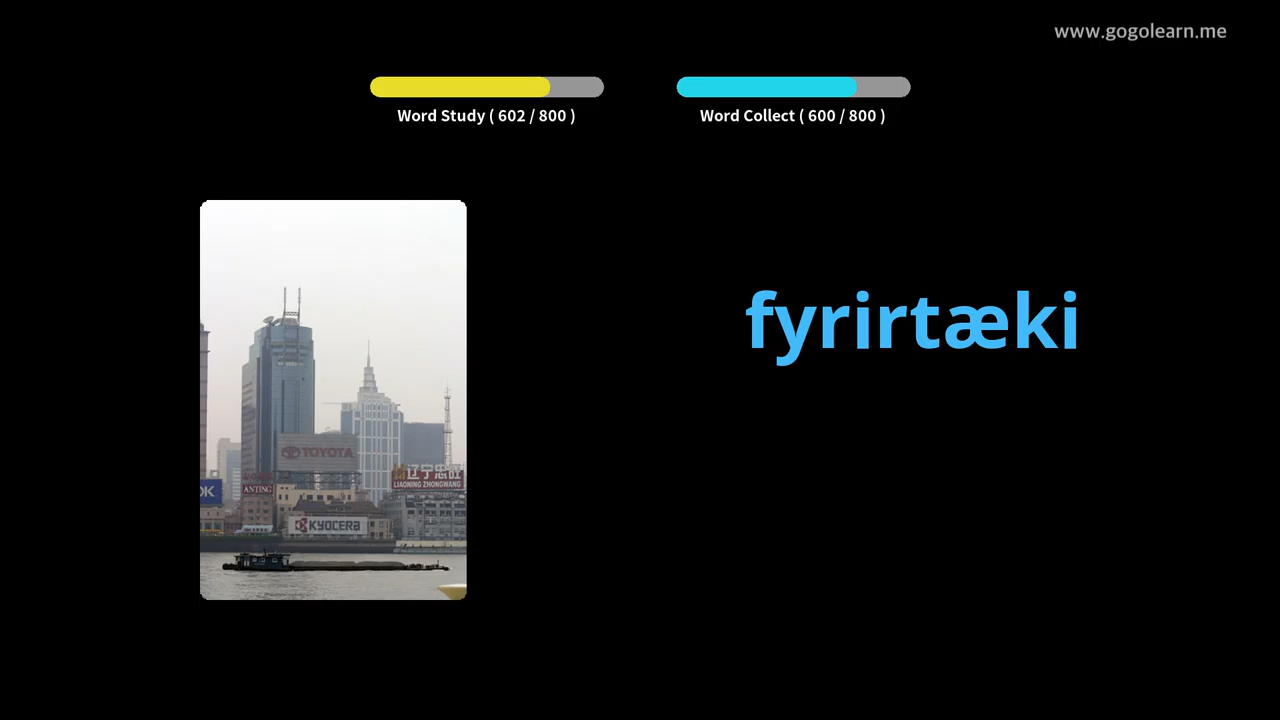 www.gogolearn.me
Word Study ( 602 / 800 )
Word Collect ( 600 / 800 )
fyrirtæki
TOYOTA
辽宁忠旺
LIAONING ZHONGWANG
OK
ANTING
KYOCERA